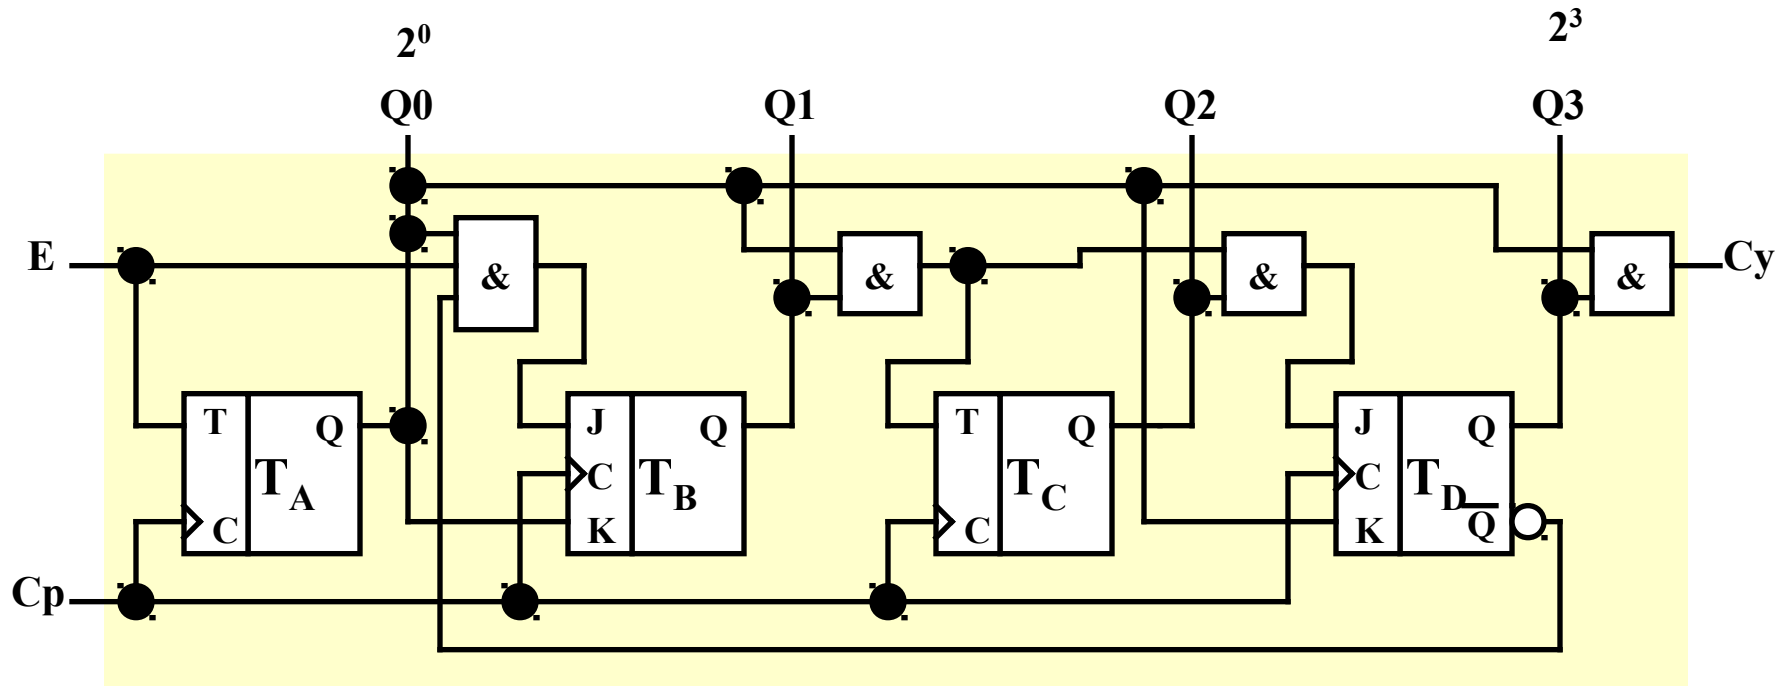 2⁰ 2³
Q0 Q1 Q2 Q3
E & & & & Cy
T Q J Q T Q J Q
T_A C T_B T_C C T_D
C K C K Q̅
Cp